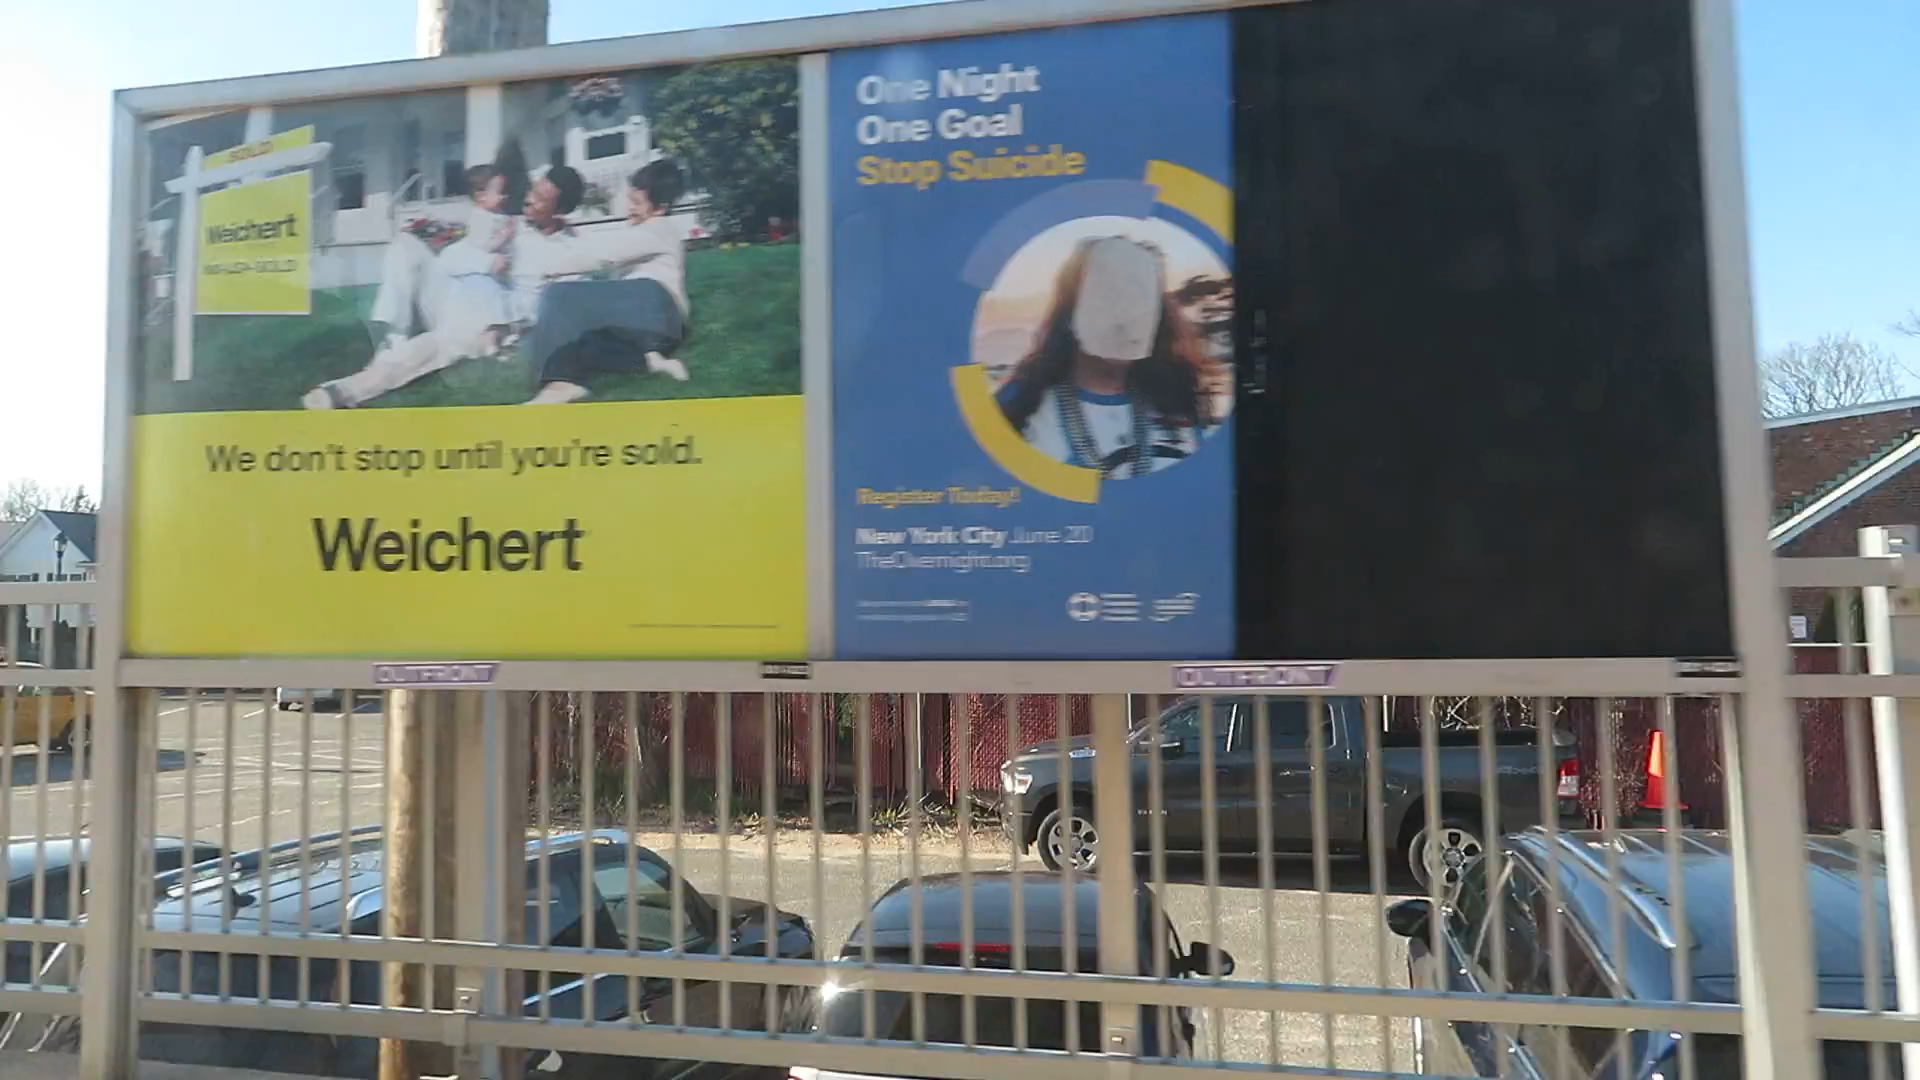 SOLD
Weichert
We don't stop until you're sold.
Weichert
One Night
One Goal
Stop Suicide
Register Today!
New York City June 20
TheOvernight.org
OUTFRONT
OUTFRONT